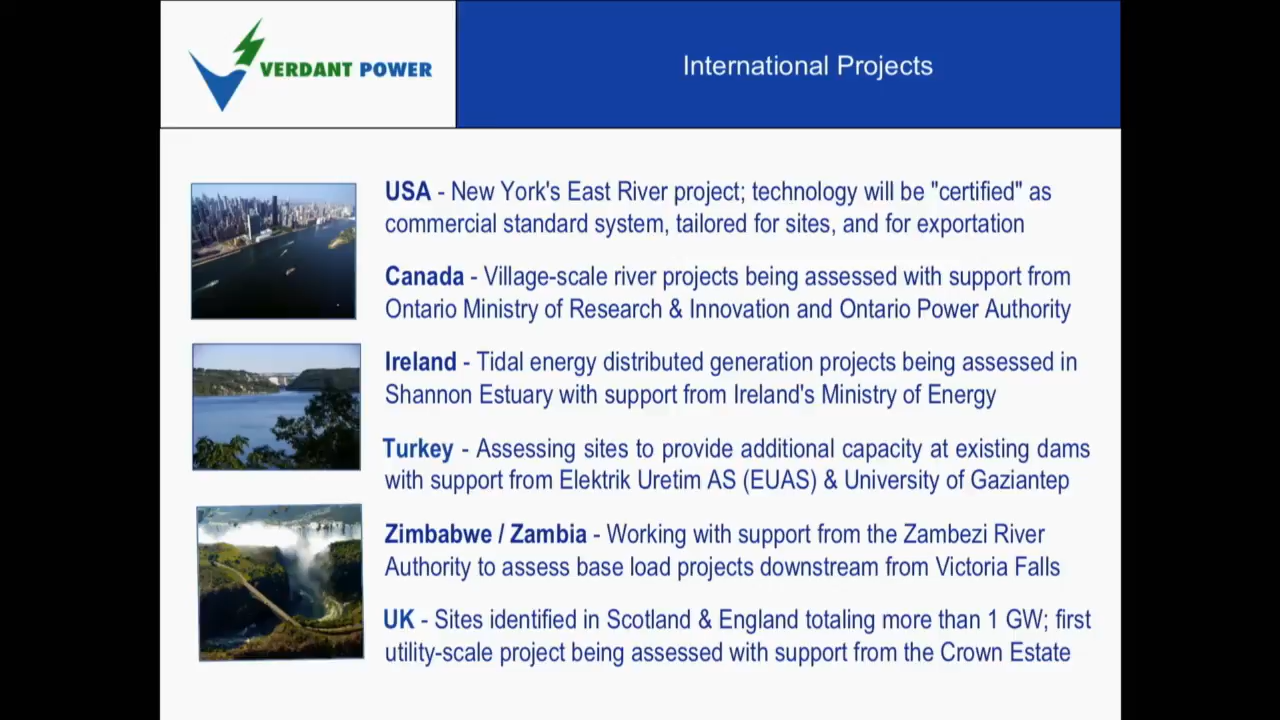 VERDANT POWER
International Projects
USA - New York's East River project; technology will be "certified" as
commercial standard system, tailored for sites, and for exportation
Canada - Village-scale river projects being assessed with support from
Ontario Ministry of Research & Innovation and Ontario Power Authority
Ireland - Tidal energy distributed generation projects being assessed in
Shannon Estuary with support from Ireland's Ministry of Energy
Turkey - Assessing sites to provide additional capacity at existing dams
with support from Elektrik Uretim AS (EUAS) & University of Gaziantep
Zimbabwe / Zambia - Working with support from the Zambezi River
Authority to assess base load projects downstream from Victoria Falls
UK - Sites identified in Scotland & England totaling more than 1 GW; first
utility-scale project being assessed with support from the Crown Estate